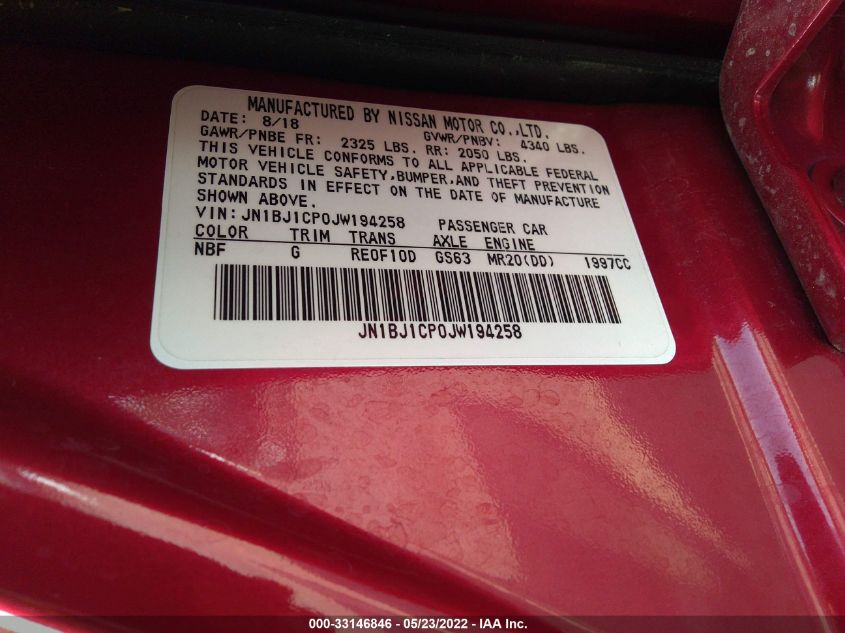 MANUFACTURED BY NISSAN MOTOR CO.,LTD.
DATE: 8/18 GVWR/PNBV: 4340 LBS.
GAWR/PNBE FR: 2325 LBS. RR: 2050 LBS.
THIS VEHICLE CONFORMS TO ALL APPLICABLE FEDERAL
MOTOR VEHICLE SAFETY,BUMPER,AND THEFT PREVENTION
STANDARDS IN EFFECT ON THE DATE OF MANUFACTURE
SHOWN ABOVE.
VIN:JN1BJ1CP0JW194258 PASSENGER CAR
COLOR TRIM TRANS AXLE ENGINE
NBF G RE0F10D GS63 MR20(DD) 1997CC
JN1BJ1CP0JW194258
000-33146846 - 05/23/2022 - IAA Inc.